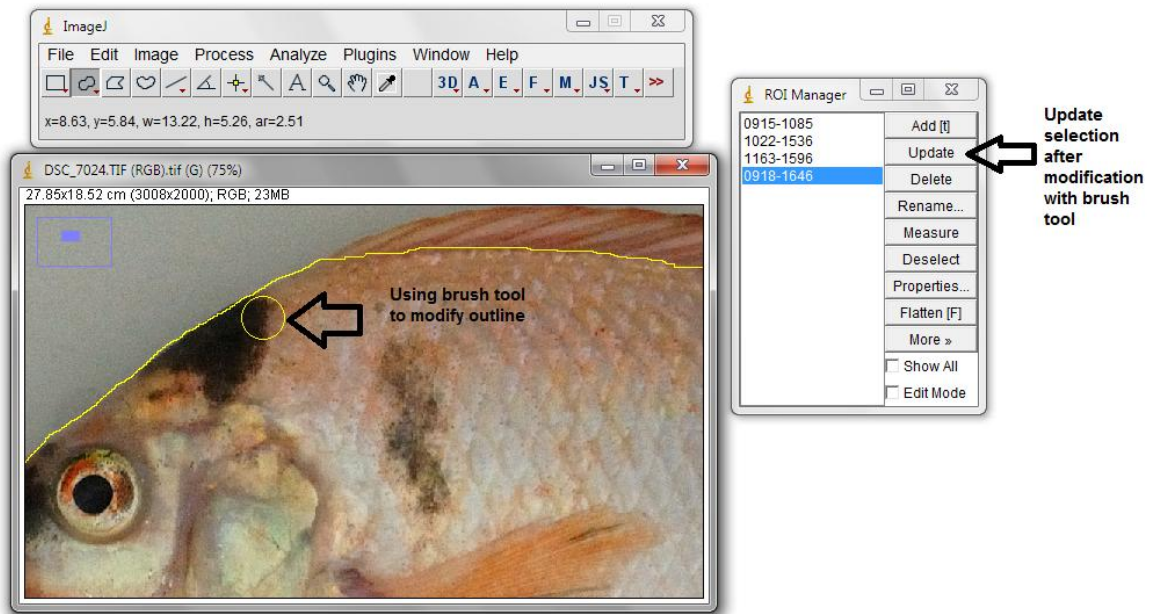 ImageJ
File Edit Image Process Analyze Plugins Window Help
A 3D A E F M JS T >>
x=8.63, y=5.84, w=13.22, h=5.26, ar=2.51
DSC_7024.TIF (RGB).tif (G) (75%)
27.85x18.52 cm (3008x2000); RGB; 23MB
Using brush tool
to modify outline
ROI Manager
0915-1085
1022-1536
1163-1596
0918-1646
Add [t]
Update
Delete
Rename...
Measure
Deselect
Properties...
Flatten [F]
More »
Show All
Edit Mode
Update
selection
after
modification
with brush
tool